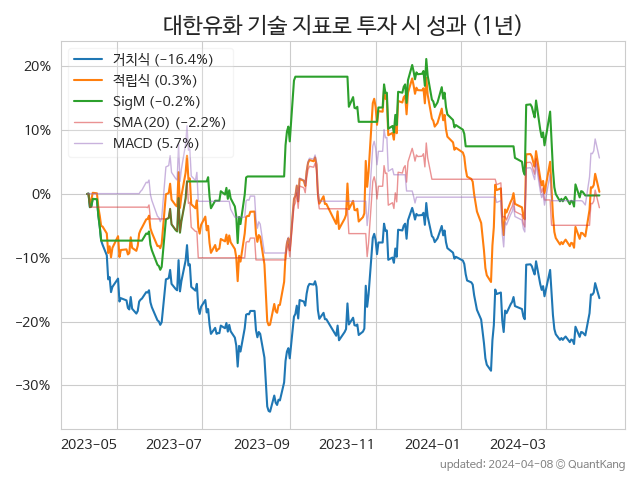 대한유화 기술 지표로 투자 시 성과 (1년)
거치식 (−16.4%)
적립식 (0.3%)
SigM (−0.2%)
SMA(20) (−2.2%)
MACD (5.7%)
20%
10%
0%
−10%
−20%
−30%
2023-05 2023-07 2023-09 2023-11 2024-01 2024-03
updated: 2024-04-08 © QuantKang